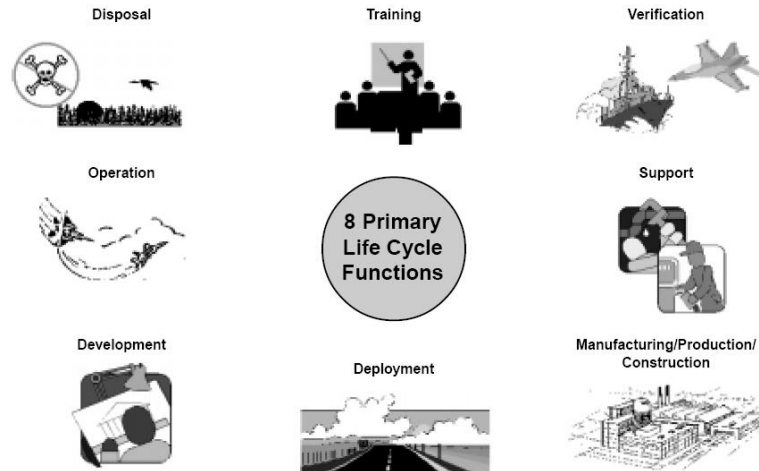 Disposal
Training
Verification
Operation
8 Primary
Life Cycle
Functions
Support
Development
Deployment
Manufacturing/Production/
Construction